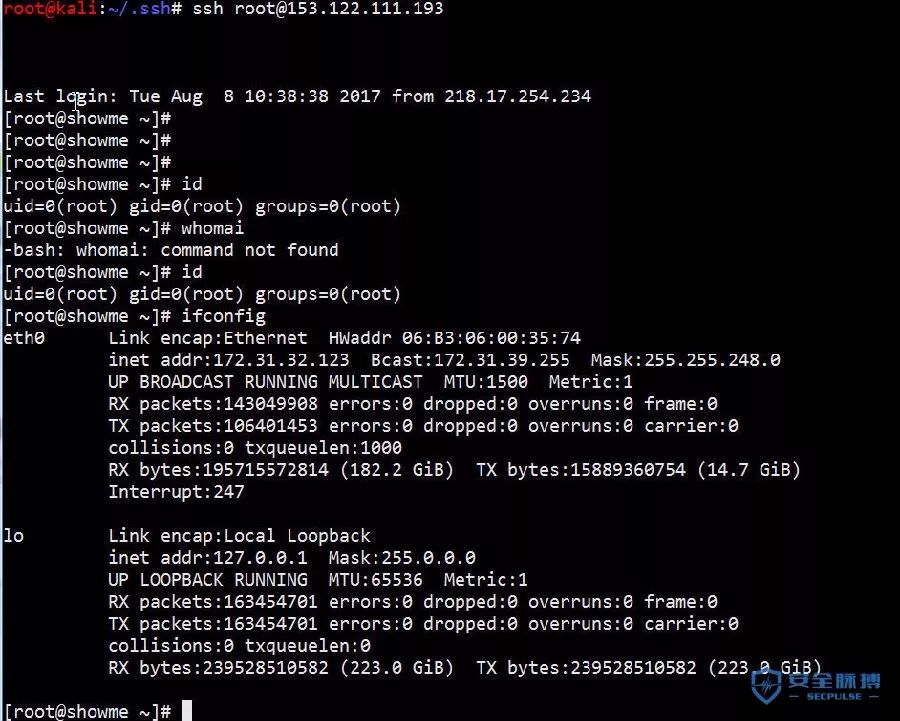 root@kali:~/.ssh# ssh root@153.122.111.193
Last login: Tue Aug  8 10:38:38 2017 from 218.17.254.234
[root@showme ~]#
[root@showme ~]#
[root@showme ~]#
[root@showme ~]# id
uid=0(root) gid=0(root) groups=0(root)
[root@showme ~]# whomai
-bash: whomai: command not found
[root@showme ~]# id
uid=0(root) gid=0(root) groups=0(root)
[root@showme ~]# ifconfig
eth0      Link encap:Ethernet  HWaddr 06:B3:06:00:35:74
          inet addr:172.31.32.123  Bcast:172.31.39.255  Mask:255.255.248.0
          UP BROADCAST RUNNING MULTICAST  MTU:1500  Metric:1
          RX packets:143049908 errors:0 dropped:0 overruns:0 frame:0
          TX packets:106401453 errors:0 dropped:0 overruns:0 carrier:0
          collisions:0 txqueuelen:1000
          RX bytes:195715572814 (182.2 GiB)  TX bytes:15889360754 (14.7 GiB)
          Interrupt:247
lo        Link encap:Local Loopback
          inet addr:127.0.0.1  Mask:255.0.0.0
          UP LOOPBACK RUNNING  MTU:65536  Metric:1
          RX packets:163454701 errors:0 dropped:0 overruns:0 frame:0
          TX packets:163454701 errors:0 dropped:0 overruns:0 carrier:0
          collisions:0 txqueuelen:0
          RX bytes:239528510582 (223.0 GiB)  TX bytes:239528510582 (223.0 GiB)
安全脉搏
SECPULSE
[root@showme ~]#